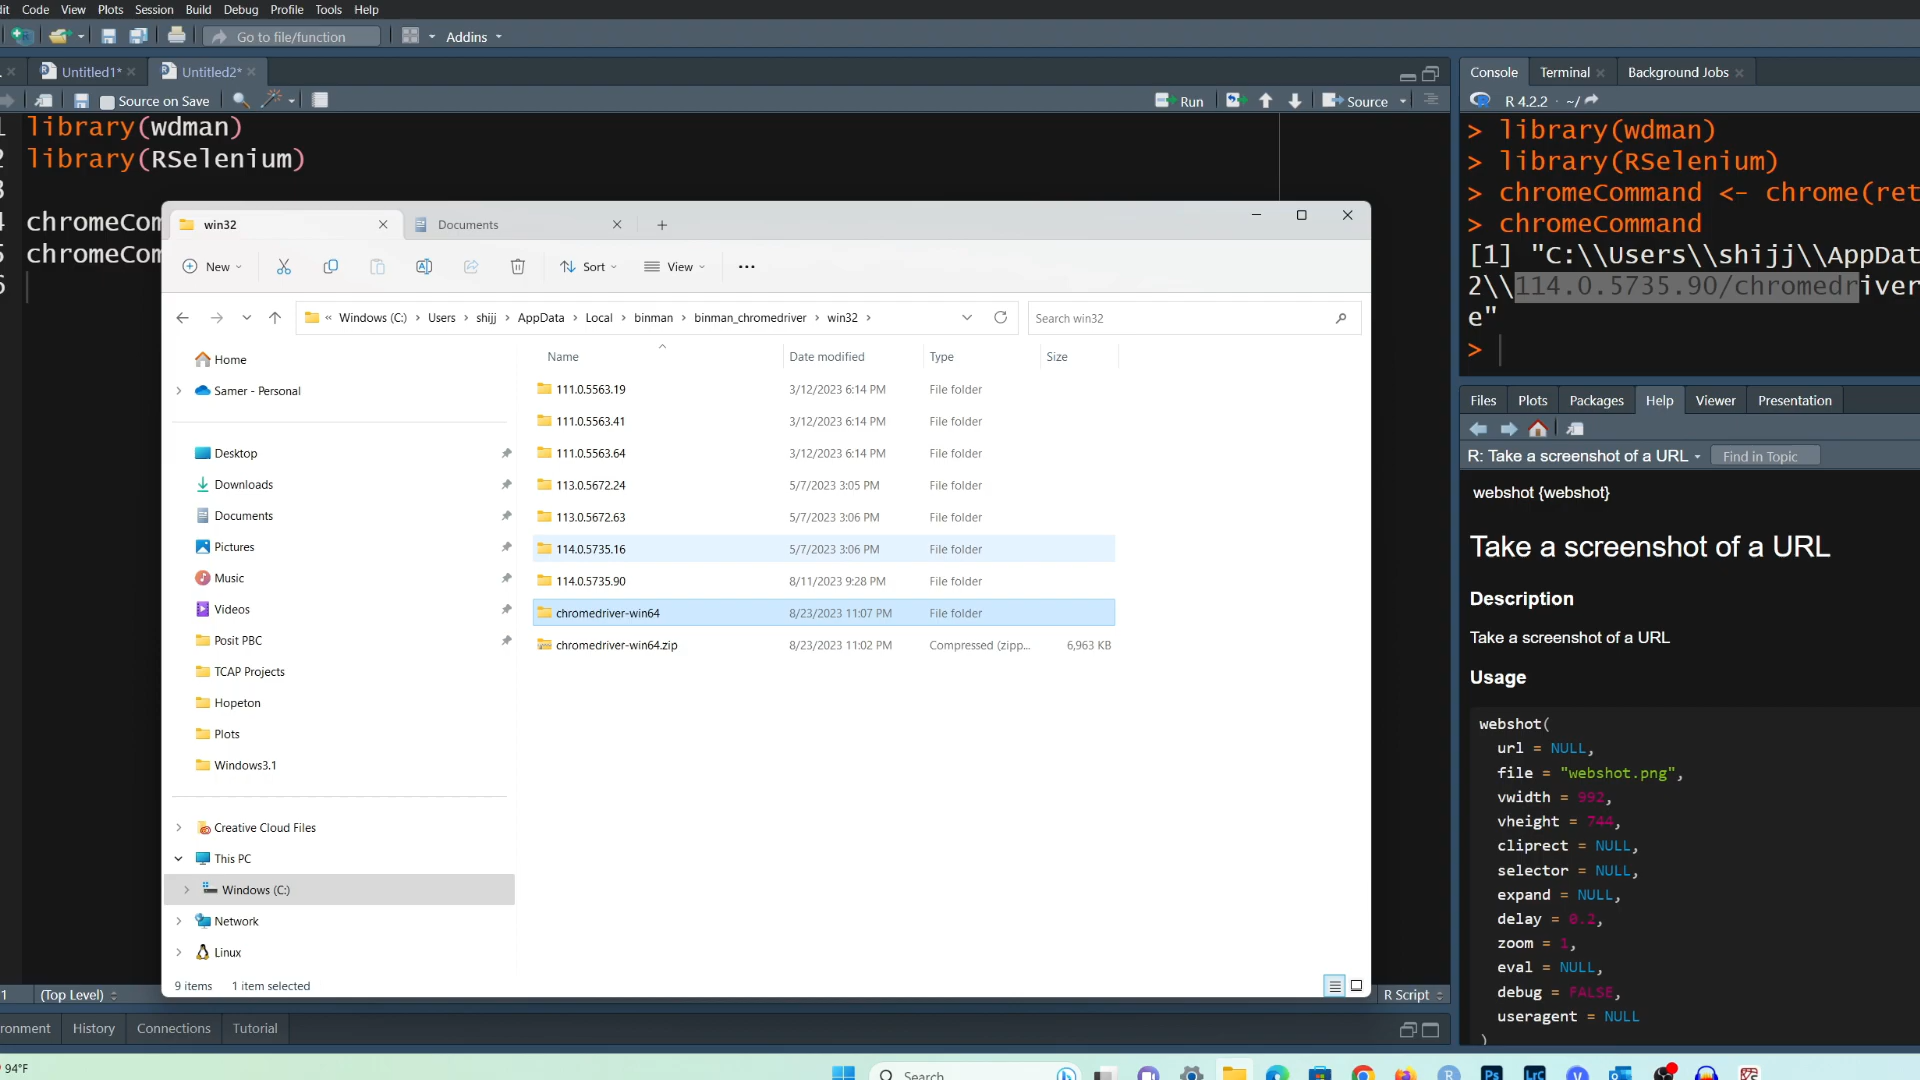 Code View Plots Session Build Debug Profile Tools Help
Go to file/function Addins
Untitled1* Untitled2*
Source on Save Run Source
library(wdman)
library(RSelenium)
3
chromeCom
chromeCom
win32 Documents
New Sort View
Windows (C:) Users shijj AppData Local binman binman_chromedriver win32
Search win32
Home
Samer - Personal
Desktop
Downloads
Documents
Pictures
Music
Videos
Posit PBC
TCAP Projects
Hopeton
Plots
Windows3.1
Creative Cloud Files
This PC
Windows (C:)
Network
Linux
Name Date modified Type Size
111.0.5563.19 3/12/2023 6:14 PM File folder
111.0.5563.41 3/12/2023 6:14 PM File folder
111.0.5563.64 3/12/2023 6:14 PM File folder
113.0.5672.24 5/7/2023 3:05 PM File folder
113.0.5672.63 5/7/2023 3:06 PM File folder
114.0.5735.16 5/7/2023 3:06 PM File folder
114.0.5735.90 8/11/2023 9:28 PM File folder
chromedriver-win64 8/23/2023 11:07 PM File folder
chromedriver-win64.zip 8/23/2023 11:02 PM Compressed (zipp... 6,963 KB
9 items 1 item selected
(Top Level) R Script
ronment History Connections Tutorial
Console Terminal Background Jobs
R 4.2.2 · ~/
> library(wdman)
> library(RSelenium)
> chromeCommand <- chrome(ret
> chromeCommand
[1] "C:\\Users\\shijj\\AppDat
2\\114.0.5735.90/chromedriver
e"
>
Files Plots Packages Help Viewer Presentation
R: Take a screenshot of a URL Find in Topic
webshot {webshot}
Take a screenshot of a URL
Description
Take a screenshot of a URL
Usage
webshot(
url = NULL,
file = "webshot.png",
vwidth = 992,
vheight = 744,
cliprect = NULL,
selector = NULL,
expand = NULL,
delay = 0.2,
zoom = 1,
eval = NULL,
debug = FALSE,
useragent = NULL
)
94°F
Search
Ps LrC